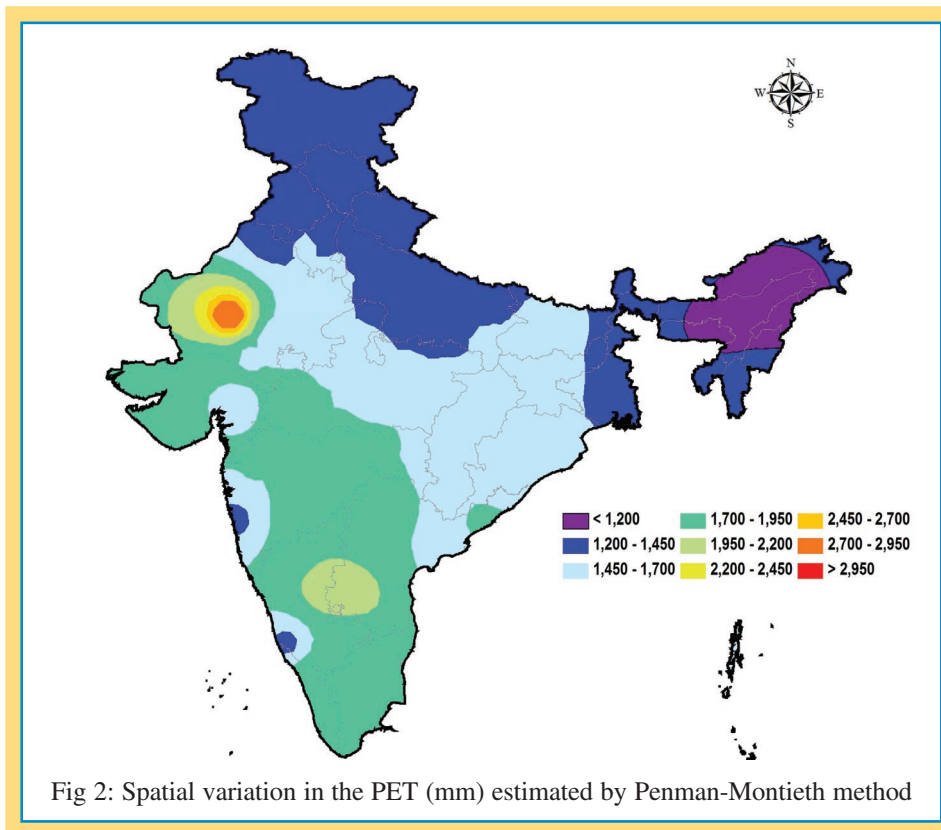 N
W E
S
< 1,200 1,700 - 1,950 2,450 - 2,700
1,200 - 1,450 1,950 - 2,200 2,700 - 2,950
1,450 - 1,700 2,200 - 2,450 > 2,950
Fig 2: Spatial variation in the PET (mm) estimated by Penman-Montieth method